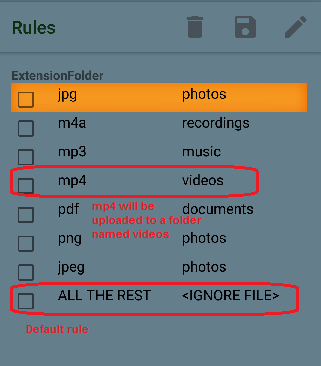 Rules
ExtensionFolder
jpg photos
m4a recordings
mp3 music
mp4 videos
pdf documents
mp4 will be
uploaded to a folder
named videos
png photos
jpeg photos
ALL THE REST <IGNORE FILE>
Default rule